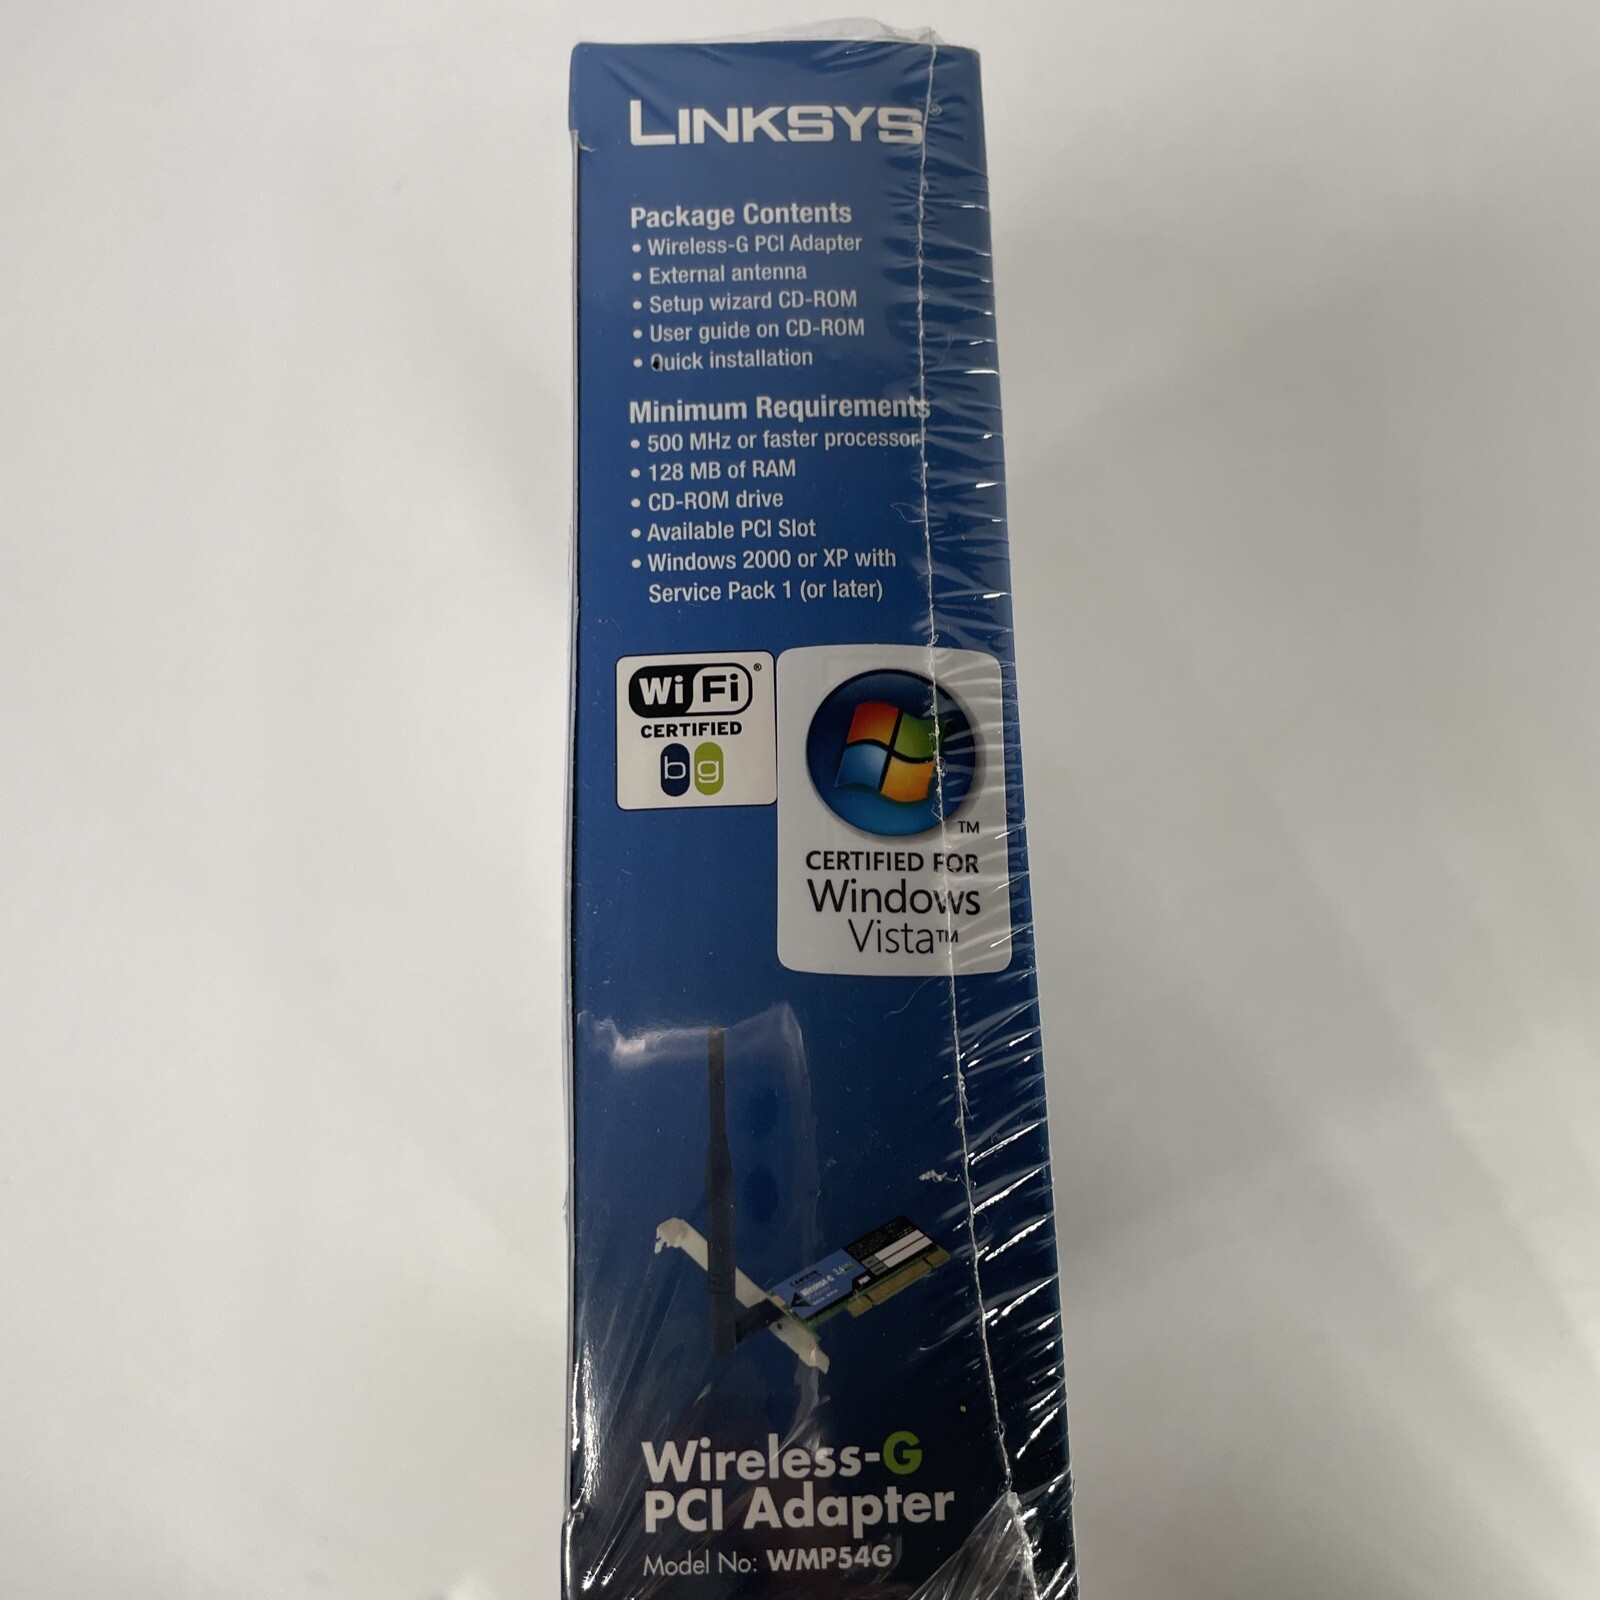 LINKSYS®
Package Contents
• Wireless-G PCI Adapter
• External antenna
• Setup wizard CD-ROM
• User guide on CD-ROM
• Quick installation
Minimum Requirements
• 500 MHz or faster processor
• 128 MB of RAM
• CD-ROM drive
• Available PCI Slot
• Windows 2000 or XP with
Service Pack 1 (or later)
Wi Fi®
CERTIFIED
b g
TM
CERTIFIED FOR
Windows
Vista™
Wireless-G
Wireless-G
PCI Adapter
Model No: WMP54G